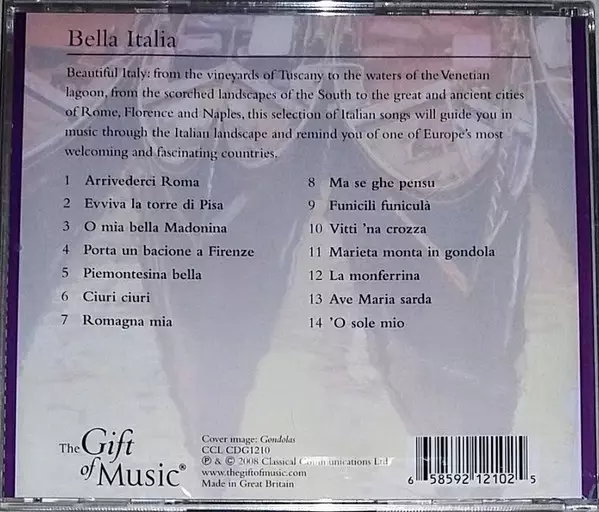 Bella Italia
Beautiful Italy: from the vineyards of Tuscany to the waters of the Venetian
lagoon, from the scorched landscapes of the South to the great and ancient cities
of Rome, Florence and Naples, this selection of Italian songs will guide you in
music through the Italian landscape and remind you of one of Europe's most
welcoming and fascinating countries.
1 Arrivederci Roma
2 Evviva la torre di Pisa
3 O mia bella Madonina
4 Porta un bacione a Firenze
5 Piemontesina bella
6 Ciuri ciuri
7 Romagna mia
8 Ma se ghe pensu
9 Funicili funiculà
10 Vitti 'na crozza
11 Marieta monta in gondola
12 La monferrina
13 Ave Maria sarda
14 'O sole mio
The Gift
of Music®
Cover image: Gondolas
CCL CDG1210
℗ & © 2008 Classical Communications Ltd
www.thegiftofmusic.com
Made in Great Britain
6 58592 12102 5